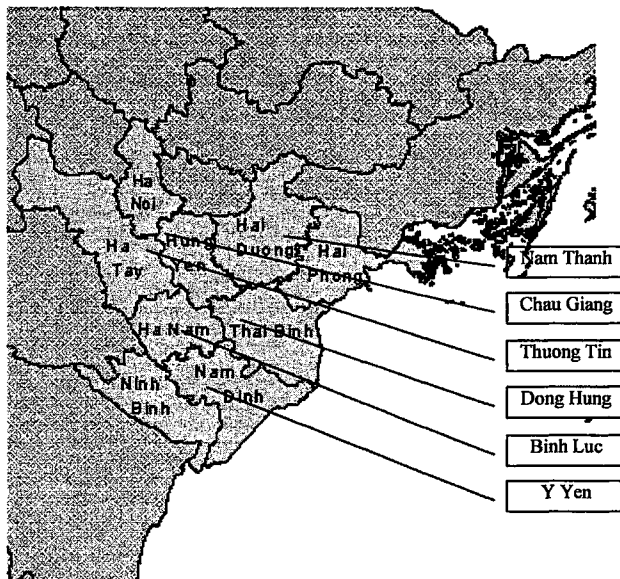 Ha
Noi
Hai
Duong
Hung
Yen
Hai
Phong
Ha
Tay
Ha Nam
Thai Binh
Nam
Dinh
Ninh
Binh
Nam Thanh
Chau Giang
Thuong Tin
Dong Hung
Binh Luc
Y Yen